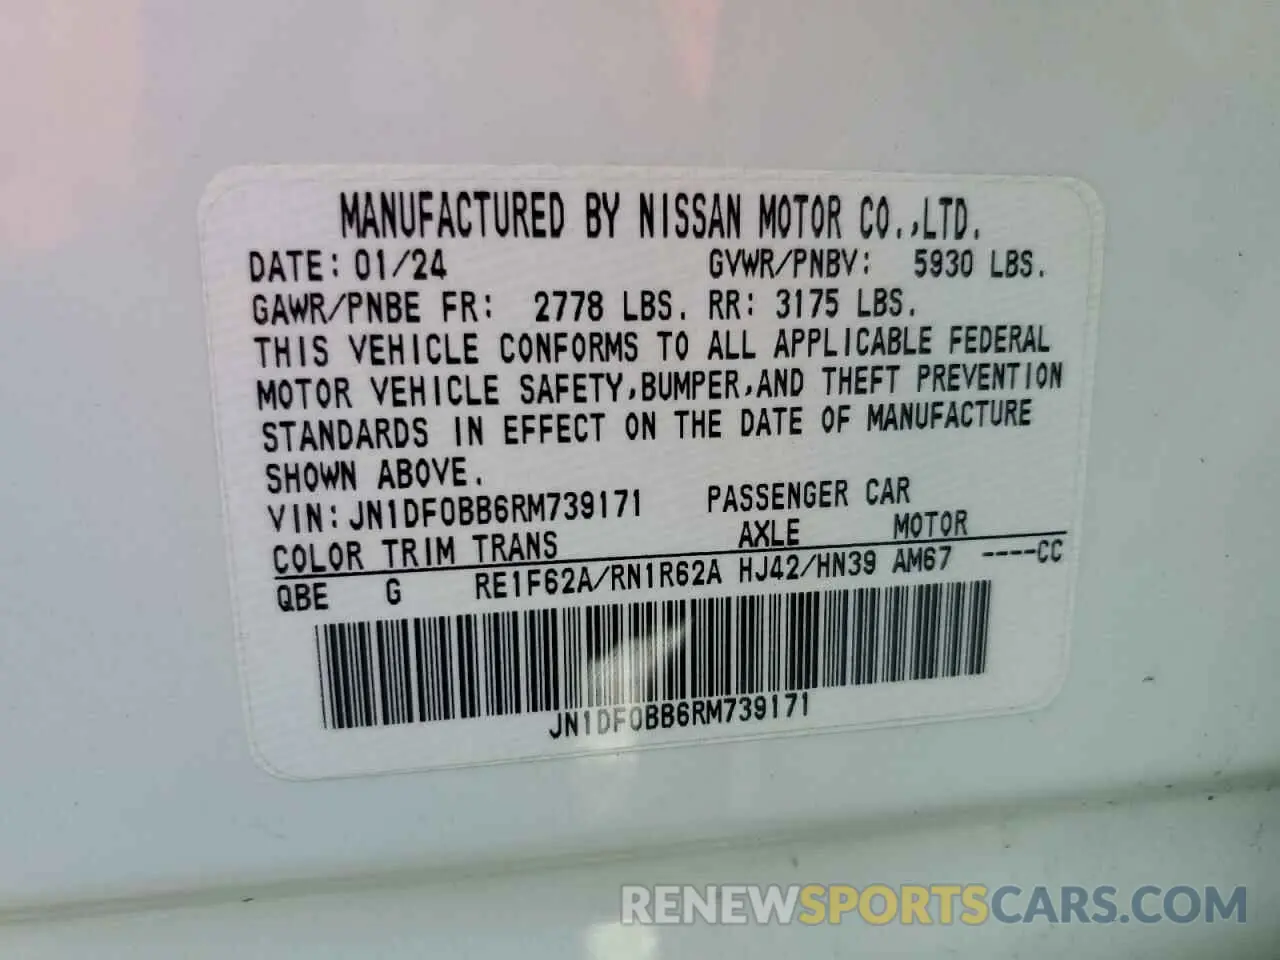 MANUFACTURED BY NISSAN MOTOR CO.,LTD.
DATE: 01/24 GVWR/PNBV: 5930 LBS.
GAWR/PNBE FR: 2778 LBS. RR: 3175 LBS.
THIS VEHICLE CONFORMS TO ALL APPLICABLE FEDERAL
MOTOR VEHICLE SAFETY,BUMPER,AND THEFT PREVENTION
STANDARDS IN EFFECT ON THE DATE OF MANUFACTURE
SHOWN ABOVE.
VIN: JN1DF0BB6RM739171 PASSENGER CAR
COLOR TRIM TRANS AXLE MOTOR
QBE G RE1F62A/RN1R62A HJ42/HN39 AM67 ----CC
JN1DF0BB6RM739171
RENEWSPORTSCARS.COM